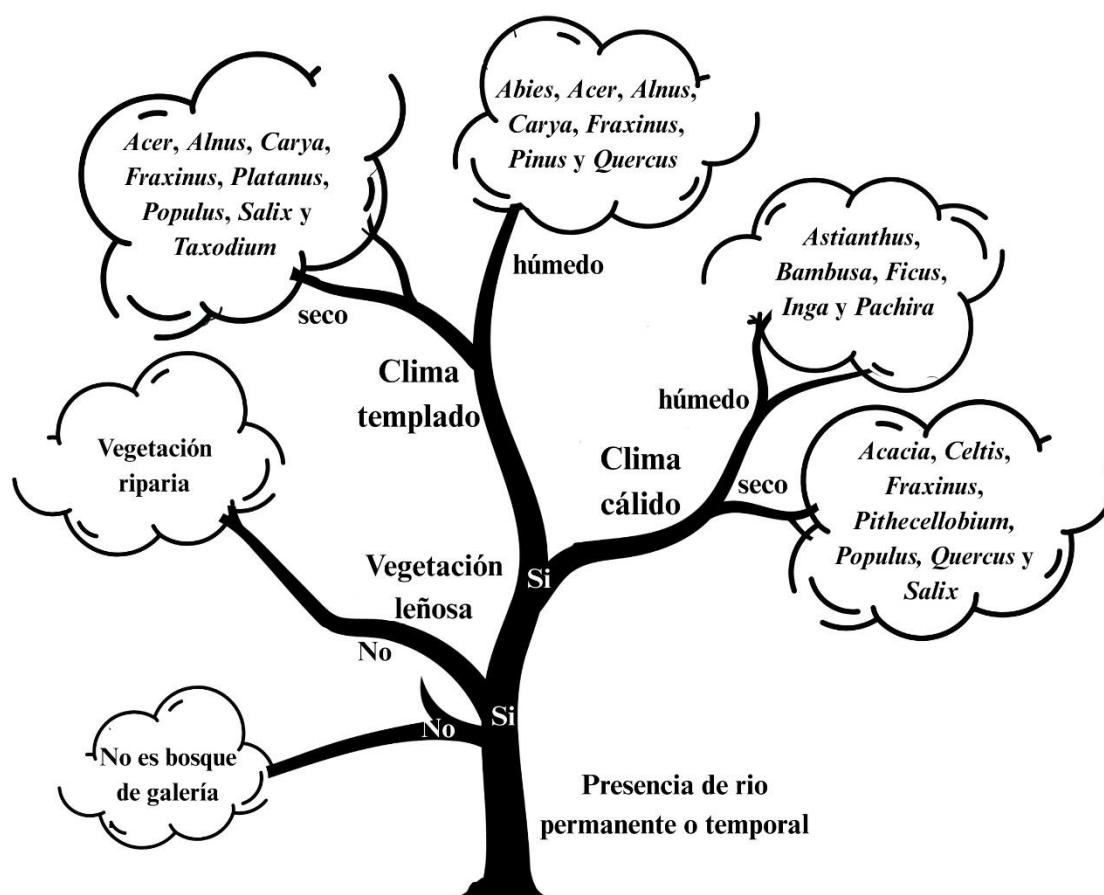 Abies, Acer, Alnus,
Carya, Fraxinus,
Pinus y Quercus
Acer, Alnus, Carya,
Fraxinus, Platanus,
Populus, Salix y
Taxodium
húmedo
seco
Clima
templado
Astianthus,
Bambusa, Ficus,
Inga y Pachira
húmedo
Clima
cálido
seco
Acacia, Celtis,
Fraxinus,
Pithecellobium,
Populus, Quercus y
Salix
Vegetación
riparia
Vegetación
leñosa
Si
No
Si
No
No es bosque
de galería
Presencia de rio
permanente o temporal